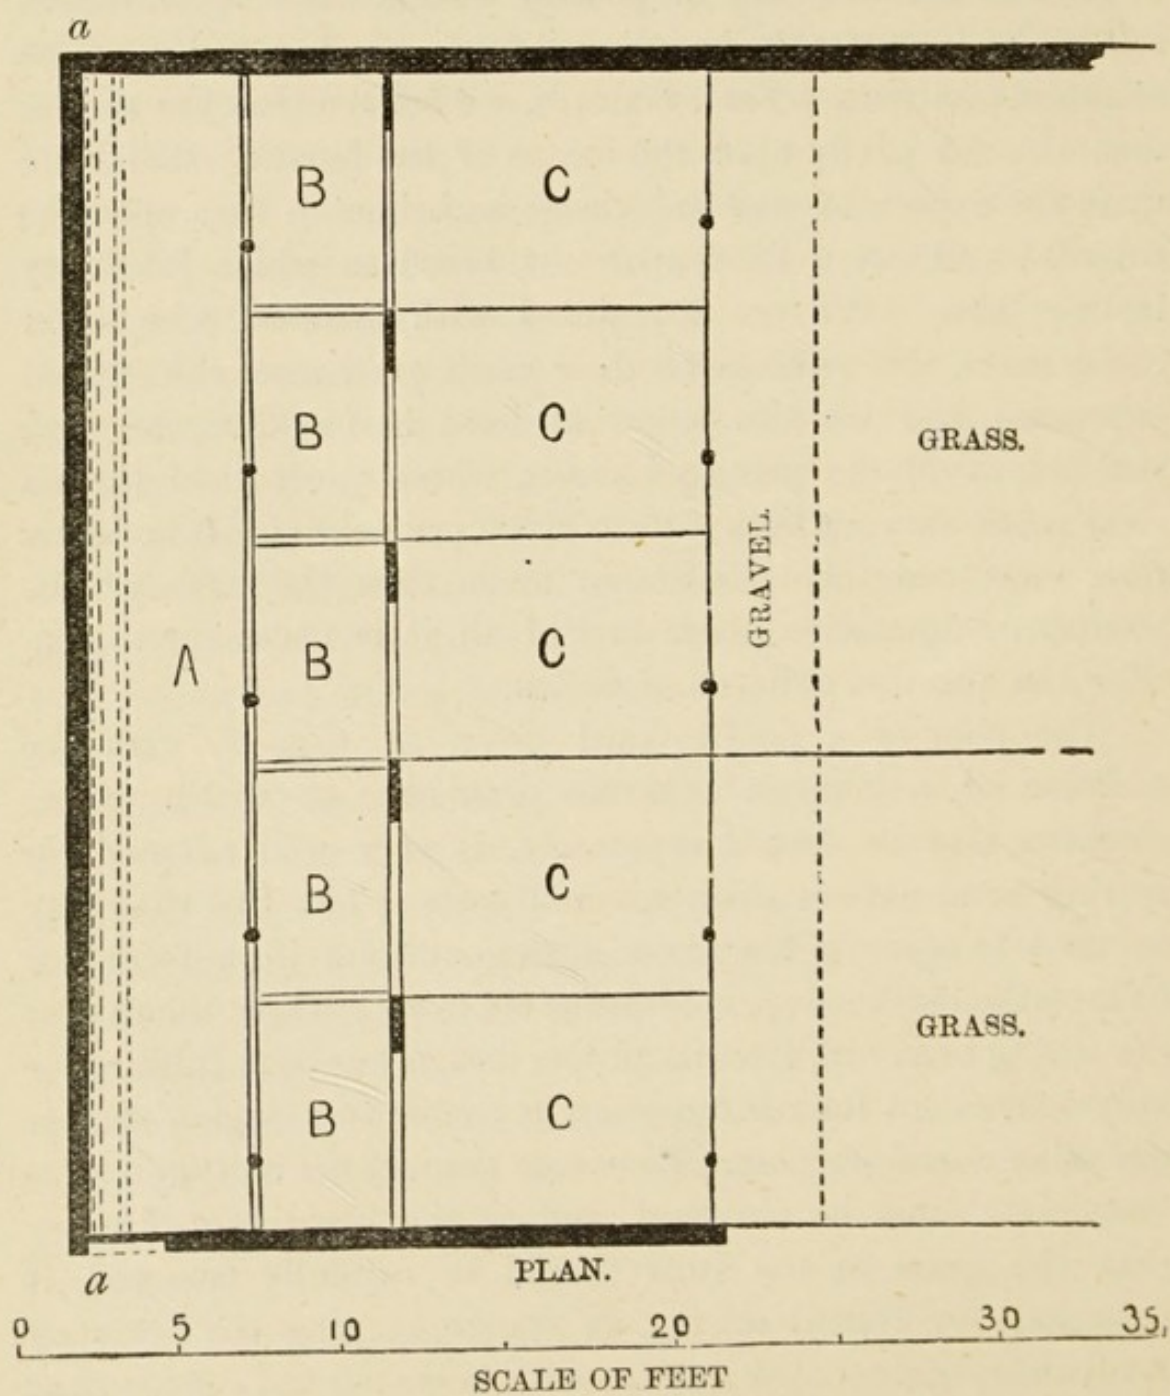 a
B C
B C GRASS.
GRAVEL.
A B C
B C
GRASS.
B C
a PLAN.
0 5 10 20 30 35,
SCALE OF FEET